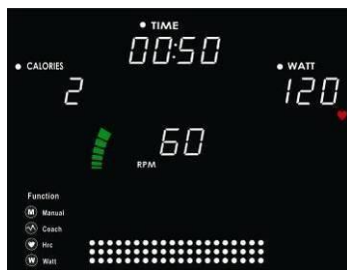 TIME
00:50
CALORIES
WATT
2
120
60
RPM
Function
M Manual
Coach
Hrc
W Watt